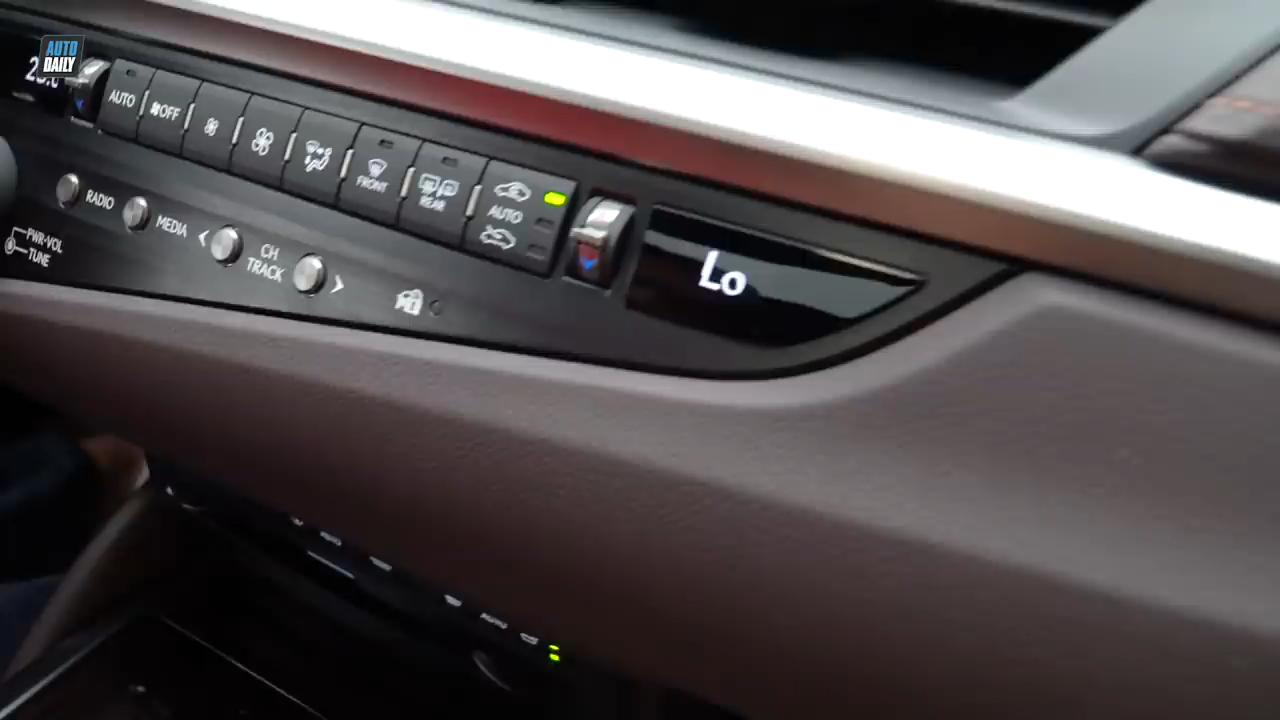 AUTO
DAILY
AUTO
OFF
FRONT
REAR
AUTO
Lo
RADIO
MEDIA
CH
TRACK
PWR·VOL
TUNE